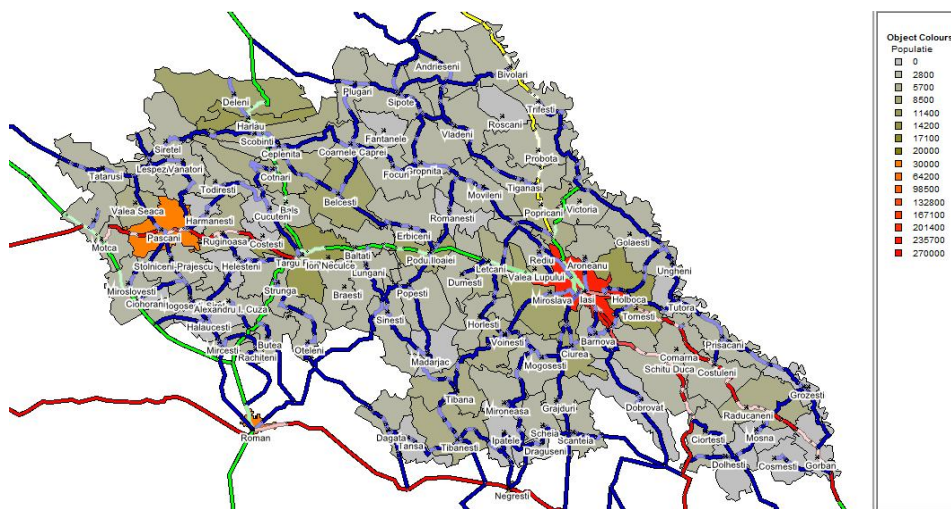 Object Colours
Populatie
0
2800
5700
8500
11400
14200
17100
20000
30000
64200
98500
132800
167100
201400
235700
270000
Andrieseni
Bivolari
Plugari
Sipote
Deleni
Trifesti
Harlau
Roscani
Scobinti
Fantanele
Vladeni
Siretel
Ceplenita
Coarnele Caprei
Probota
Lespezi
Vanatori
Cotnari
Focuri
Gropnita
Tatarusi
Todiresti
Movileni
Tiganasi
Valea Seaca
Harmanesti
Cucuteni
Bals
Belcesti
Romanesti
Popricani
Victoria
Pascani
Ruginoasa
Costesti
Erbiceni
Golaesti
Motca
Baltati
Podu Iloaiei
Rediu
Aroneanu
Stolniceni-Prajescu
Helesteni
Targu
Ion Neculce
Lungani
Letcani
Valea Lupului
Ungheni
Miroslovesti
Strunga
Braesti
Popesti
Dumesti
Miroslava
Iasi
Holboca
Ciohorani
Alexandru I. Cuza
Tutora
Halaucesti
Sinesti
Horlesti
Tomesti
Mircesti
Butea
Oteleni
Voinesti
Ciurea
Barnova
Prisacani
Rachiteni
Madarjac
Mogosesti
Comarna
Schitu Duca
Costuleni
Tibana
Mironeasa
Grajduri
Dobrovat
Grozesti
Raducaneni
Roman
Dagata
Tansa
Tibanesti
Ipatele
Scheia
Scanteia
Ciortesti
Mosna
Draguseni
Dolhesti
Cosmesti
Gorban
Negresti